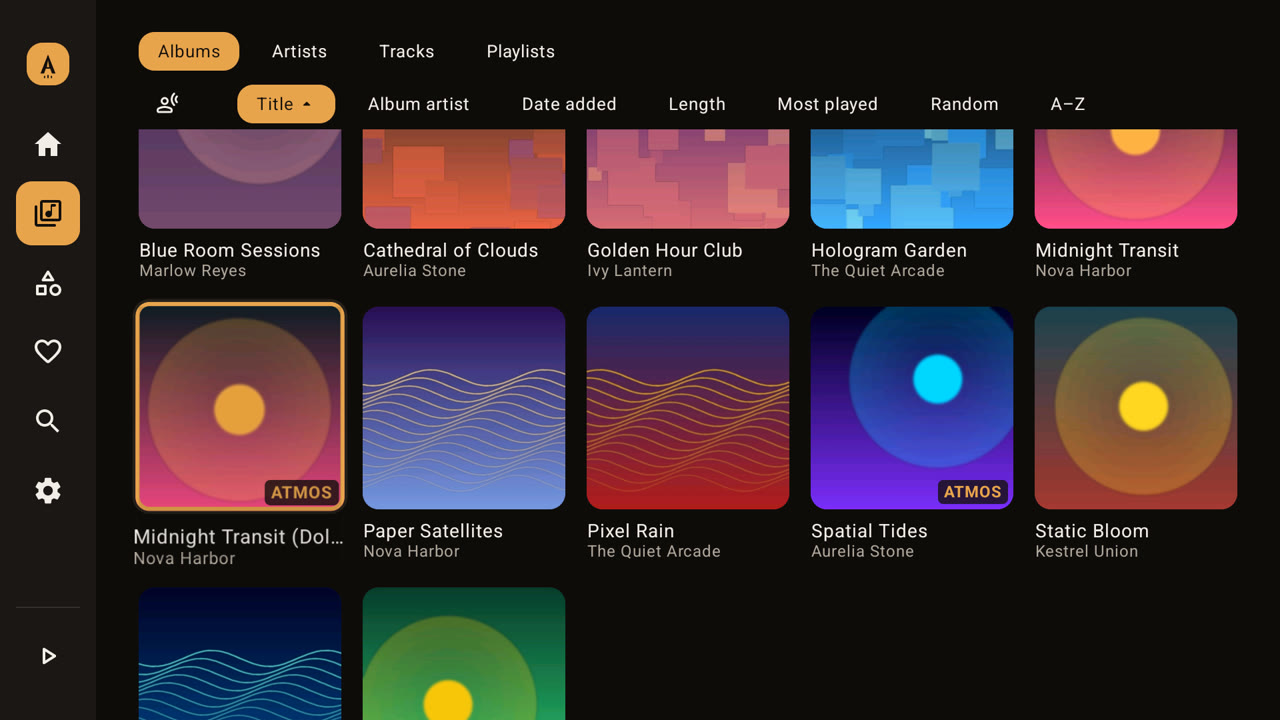 A
Albums Artists Tracks Playlists
Title Album artist Date added Length Most played Random A–Z
Blue Room Sessions Cathedral of Clouds Golden Hour Club Hologram Garden Midnight Transit
Marlow Reyes Aurelia Stone Ivy Lantern The Quiet Arcade Nova Harbor
ATMOS ATMOS
Midnight Transit (Dol... Paper Satellites Pixel Rain Spatial Tides Static Bloom
Nova Harbor Nova Harbor The Quiet Arcade Aurelia Stone Kestrel Union